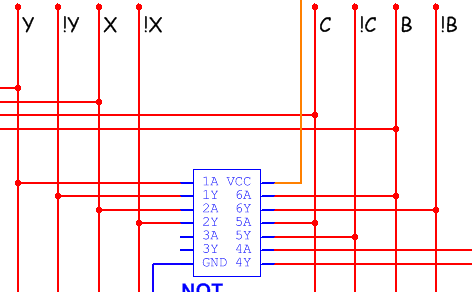 Y !Y X !X C !C B !B
1A VCC
1Y 6A
2A 6Y
2Y 5A
3A 5Y
3Y 4A
GND 4Y
NOT